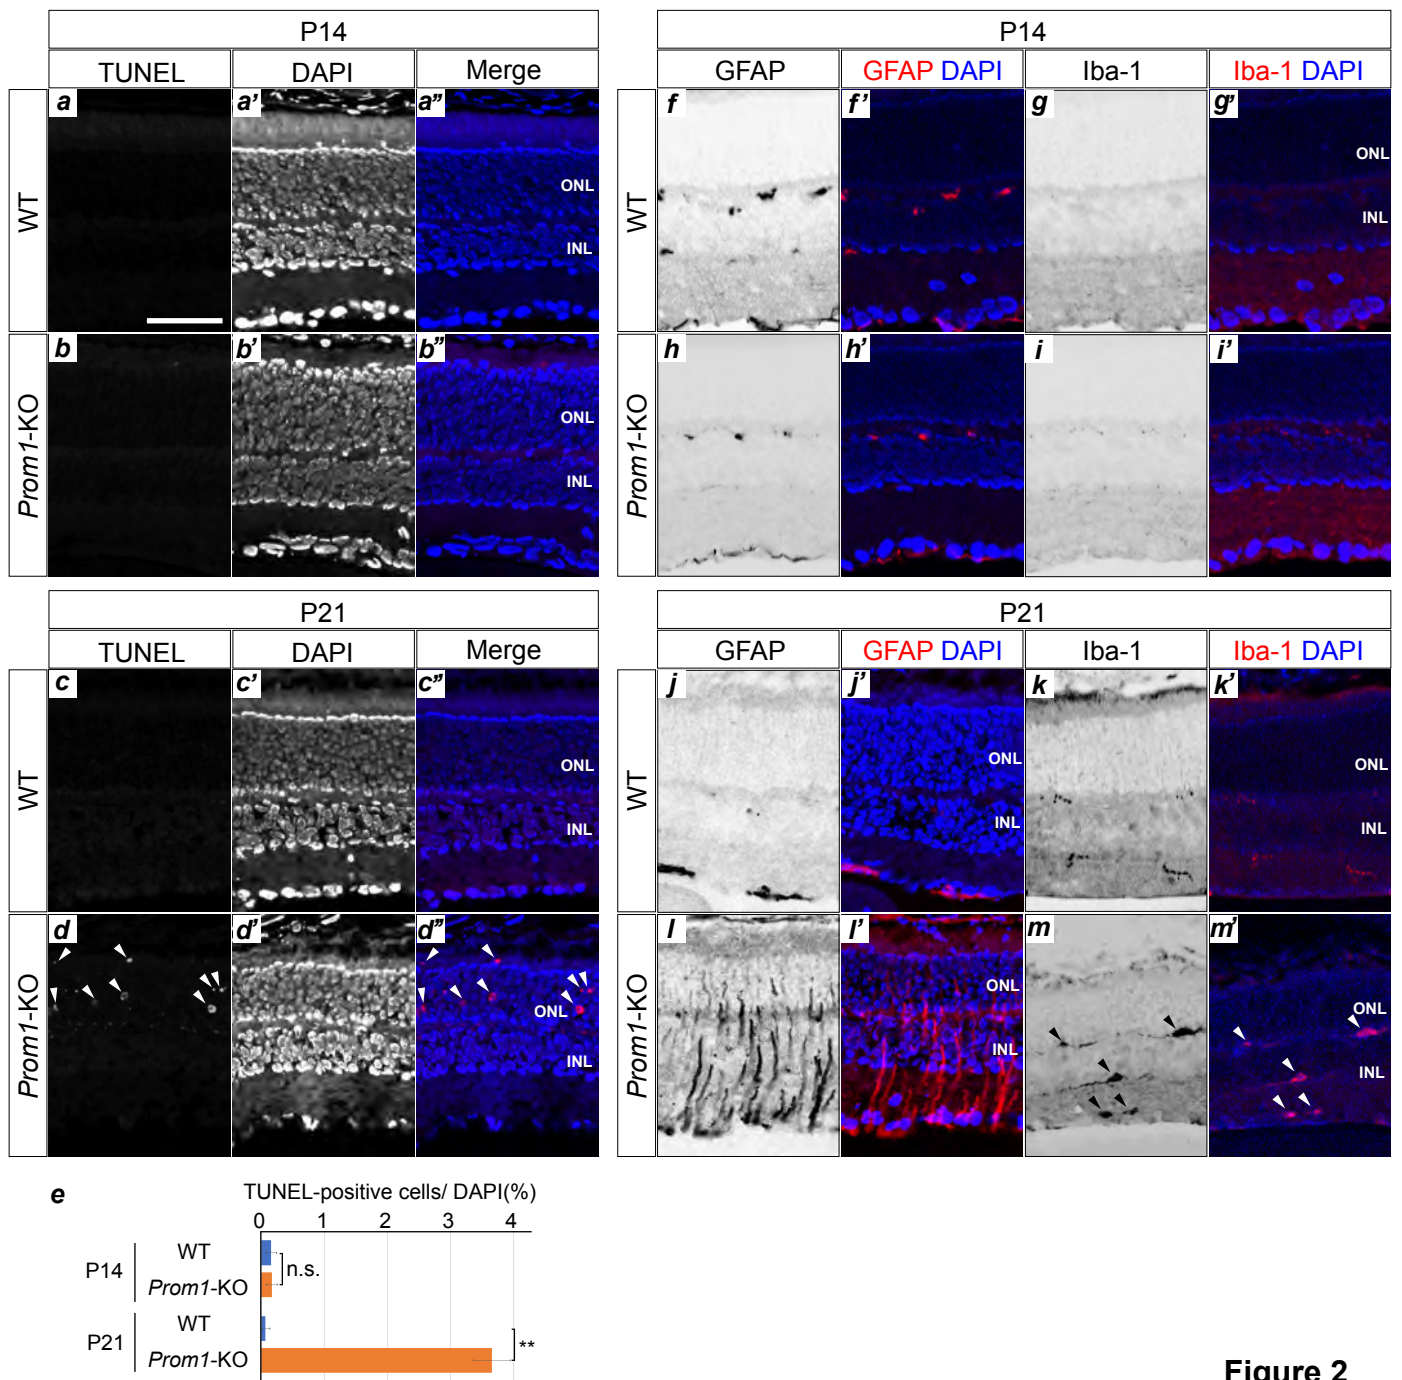 P14
TUNEL DAPI Merge
WT
a a’ a” ONL INL
Prom1-KO
b b’ b” ONL INL
P14
GFAP GFAP DAPI Iba-1 Iba-1 DAPI
WT
f f’ g g’ ONL INL
Prom1-KO
h h’ i i’
P21
TUNEL DAPI Merge
WT
c c’ c” ONL INL
Prom1-KO
d d’ d” ONL INL
P21
GFAP GFAP DAPI Iba-1 Iba-1 DAPI
WT
j j’ ONL INL k k’ ONL INL
Prom1-KO
l l’ ONL INL m m’ ONL INL
e TUNEL-positive cells/ DAPI(%)
0 1 2 3 4
P14 WT
Prom1-KO
n.s.
P21 WT
Prom1-KO
**
Figure 2